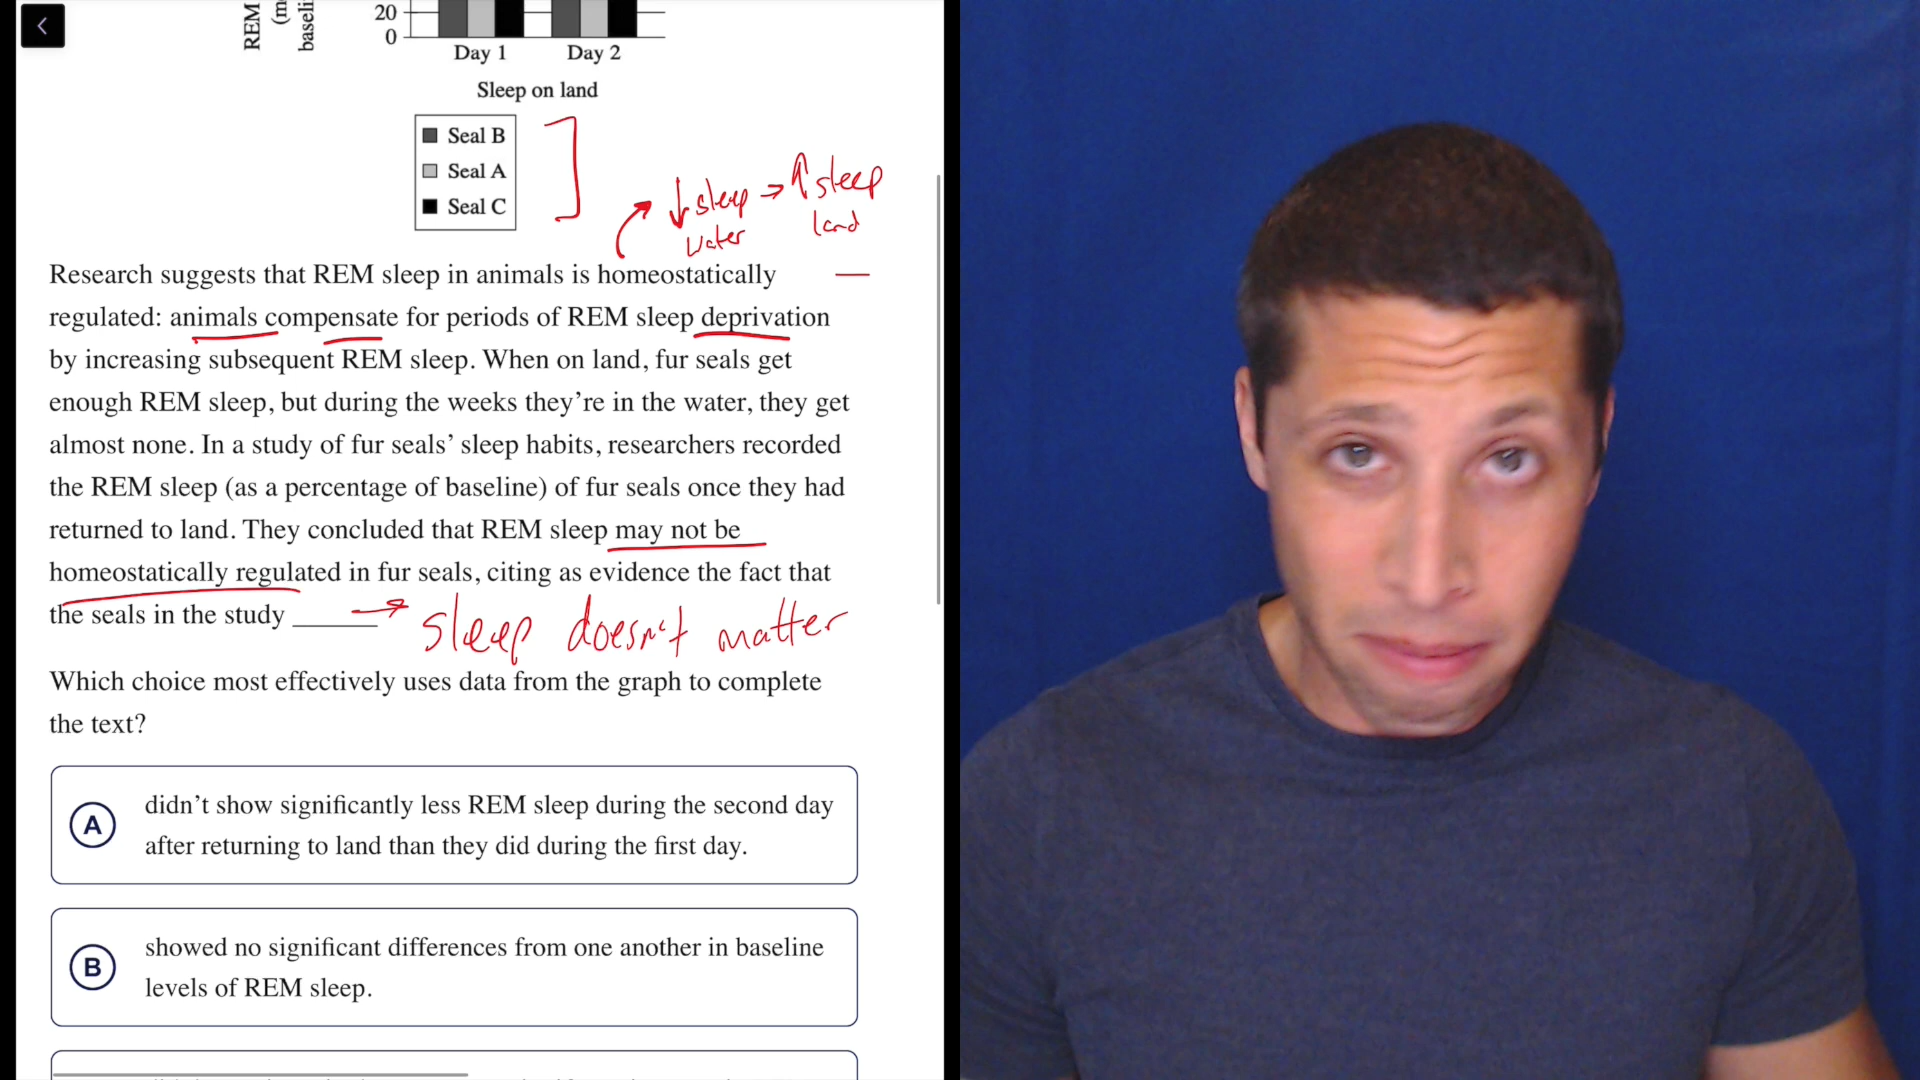 REM
baseli
20
0
Day 1 Day 2
Sleep on land
Seal B
Seal A
Seal C
↓ sleep → ↑ sleep
water land
Research suggests that REM sleep in animals is homeostatically
regulated: animals compensate for periods of REM sleep deprivation
by increasing subsequent REM sleep. When on land, fur seals get
enough REM sleep, but during the weeks they’re in the water, they get
almost none. In a study of fur seals’ sleep habits, researchers recorded
the REM sleep (as a percentage of baseline) of fur seals once they had
returned to land. They concluded that REM sleep may not be
homeostatically regulated in fur seals, citing as evidence the fact that
the seals in the study ______ → sleep doesn't matter
Which choice most effectively uses data from the graph to complete
the text?
A didn’t show significantly less REM sleep during the second day
after returning to land than they did during the first day.
B showed no significant differences from one another in baseline
levels of REM sleep.